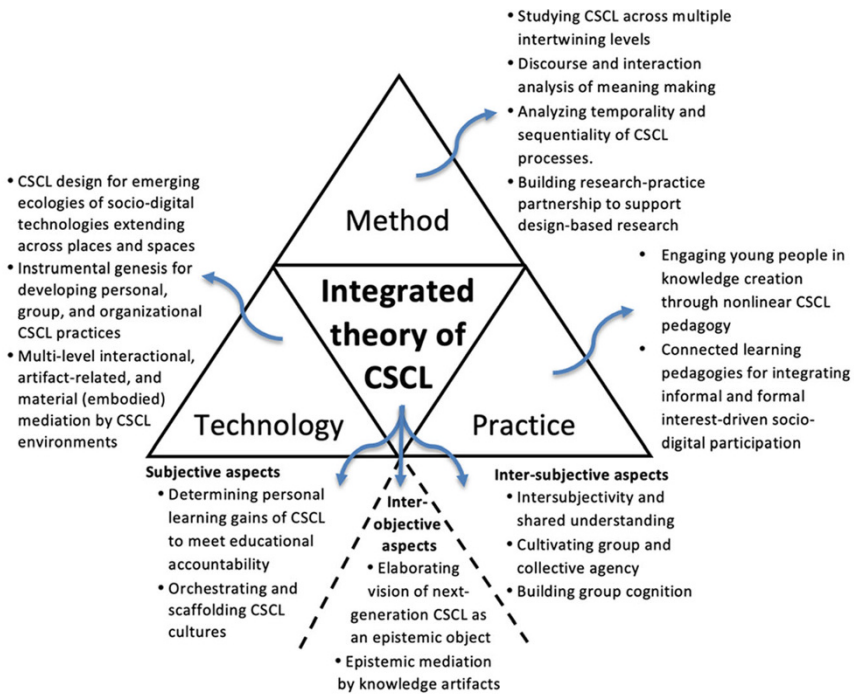 • Studying CSCL across multiple
intertwining levels
• Discourse and interaction
analysis of meaning making
• Analyzing temporality and
sequentiality of CSCL
processes.
• Building research-practice
partnership to support
design-based research
Method
• CSCL design for emerging
ecologies of socio-digital
technologies extending
across places and spaces
• Instrumental genesis for
developing personal,
group, and organizational
CSCL practices
• Multi-level interactional,
artifact-related, and
material (embodied)
mediation by CSCL
environments
• Engaging young people in
knowledge creation
through nonlinear CSCL
pedagogy
• Connected learning
pedagogies for integrating
informal and formal
interest-driven socio-
digital participation
Integrated
theory of
CSCL
Technology
Practice
Subjective aspects
• Determining personal
learning gains of CSCL
to meet educational
accountability
• Orchestrating and
scaffolding CSCL
cultures
Inter-
objective
aspects
• Elaborating
vision of next-
generation CSCL as
an epistemic object
• Epistemic mediation
by knowledge artifacts
Inter-subjective aspects
• Intersubjectivity and
shared understanding
• Cultivating group and
collective agency
• Building group cognition